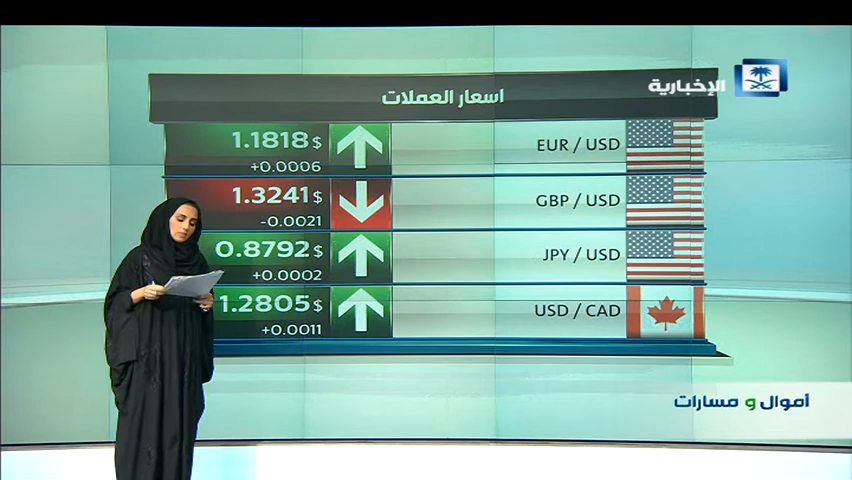 الإخبارية
اسعار العملات
EUR / USD
1.1818 $
+0.0006
GBP / USD
1.3241 $
-0.0021
JPY / USD
0.8792 $
+0.0002
USD / CAD
1.2805 $
+0.0011
أموال و مسارات